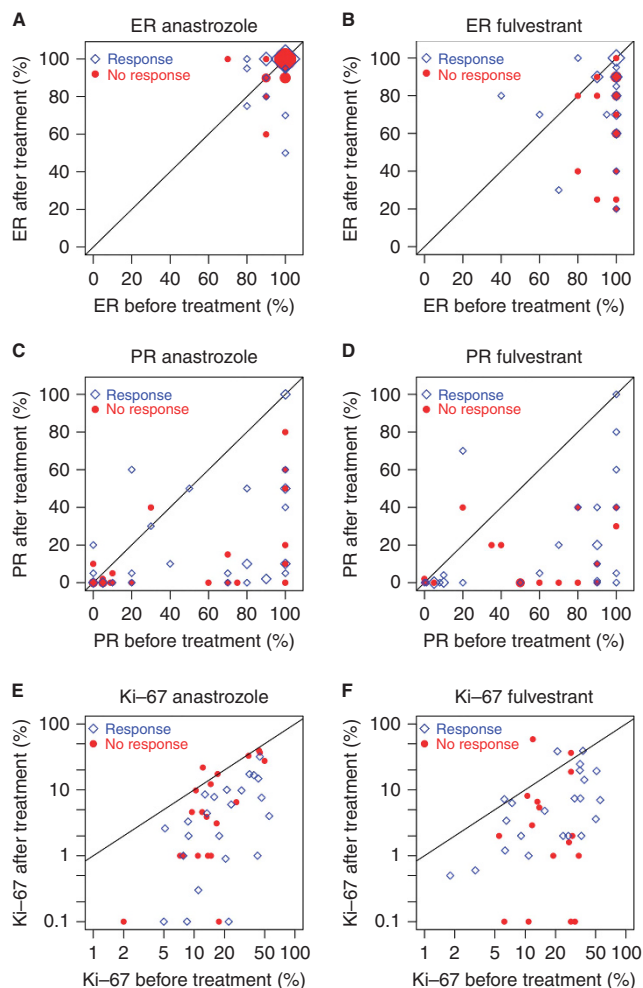 A
ER anastrozole
Response
No response
100
80
60
40
20
0
ER after treatment (%)
0 20 40 60 80 100
ER before treatment (%)
B
ER fulvestrant
Response
No response
100
80
60
40
20
0
ER after treatment (%)
0 20 40 60 80 100
ER before treatment (%)
C
PR anastrozole
Response
No response
100
80
60
40
20
0
PR after treatment (%)
0 20 40 60 80 100
PR before treatment (%)
D
PR fulvestrant
Response
No response
100
80
60
40
20
0
PR after treatment (%)
0 20 40 60 80 100
PR before treatment (%)
E
Ki–67 anastrozole
Response
No response
100
10
1
0.1
Ki–67 after treatment (%)
1 2 5 10 20 50 100
Ki–67 before treatment (%)
F
Ki–67 fulvestrant
Response
No response
100
10
1
0.1
Ki–67 after treatment (%)
1 2 5 10 20 50 100
Ki–67 before treatment (%)